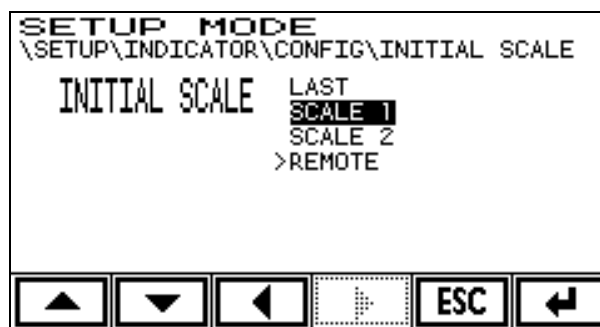 SETUP MODE
\SETUP\INDICATOR\CONFIG\INITIAL SCALE
INITIAL SCALE
LAST
SCALE 1
SCALE 2
>REMOTE
ESC